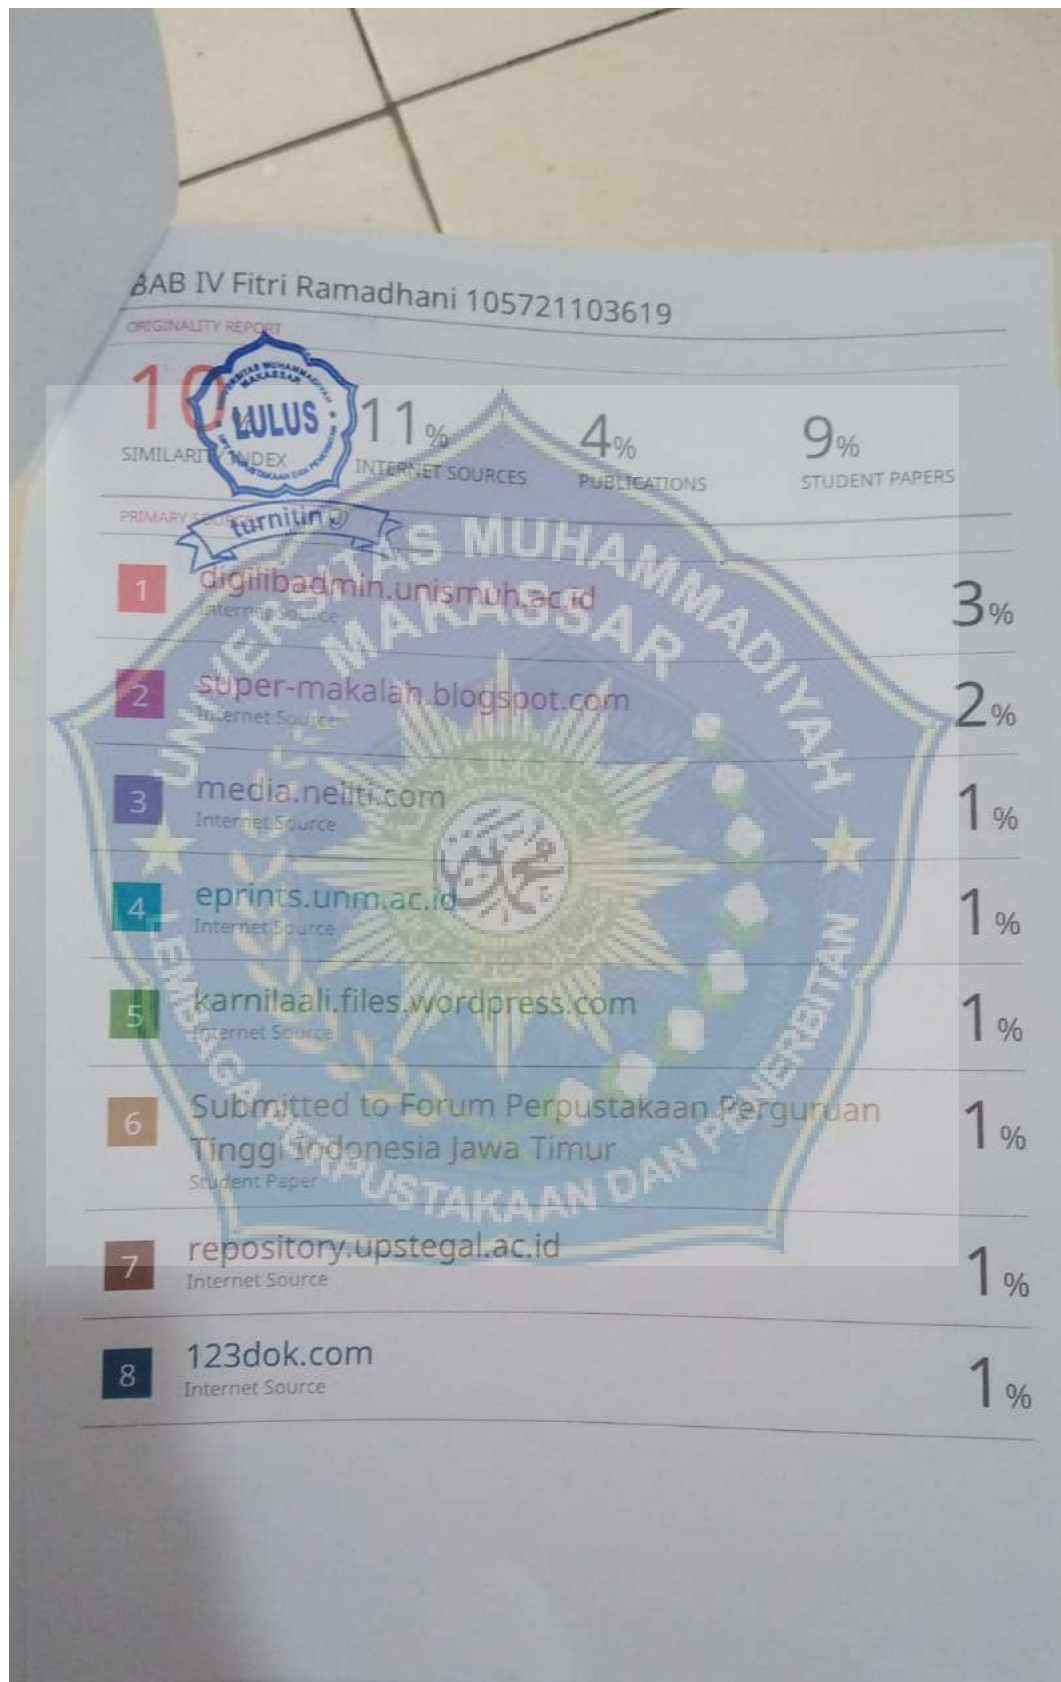 BAB IV Fitri Ramadhani 105721103619
ORIGINALITY REPORT
10%
SIMILARITY INDEX
11%
INTERNET SOURCES
4%
PUBLICATIONS
9%
STUDENT PAPERS
LULUS
turnitin
PRIMARY SOURCES
1
digilibadmin.unismuh.ac.id
Internet Source
3%
2
super-makalah.blogspot.com
Internet Source
2%
3
media.neliti.com
Internet Source
1%
4
eprints.unm.ac.id
Internet Source
1%
5
karnilaali.files.wordpress.com
Internet Source
1%
6
Submitted to Forum Perpustakaan Perguruan
Tinggi Indonesia Jawa Timur
Student Paper
1%
7
repository.upstegal.ac.id
Internet Source
1%
8
123dok.com
Internet Source
1%
UNIVERSITAS MUHAMMADIYAH
MAKASSAR
LEMBAGA PERPUSTAKAAN DAN PENERBITAN